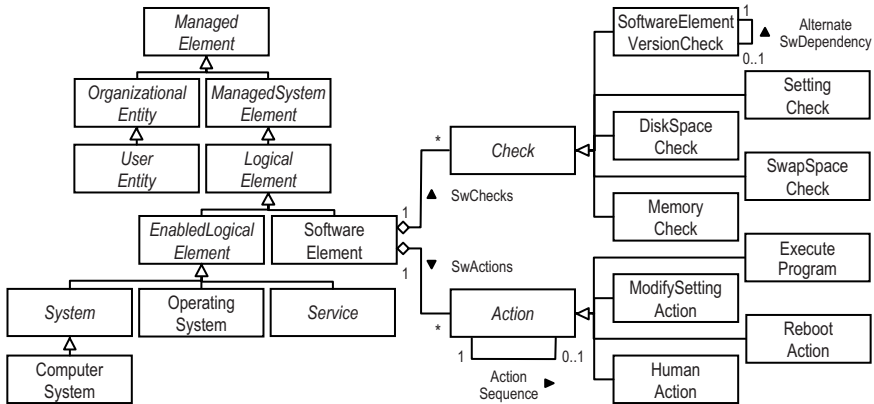 Managed
Element
Organizational
Entity
ManagedSystem
Element
User
Entity
Logical
Element
EnabledLogical
Element
Software
Element
System
Operating
System
Service
Computer
System
1
SwChecks
*
1
SwActions
*
Check
SoftwareElement
VersionCheck
1
0..1
Alternate
SwDependency
Setting
Check
DiskSpace
Check
SwapSpace
Check
Memory
Check
Action
1
0..1
Action
Sequence
Execute
Program
ModifySetting
Action
Reboot
Action
Human
Action